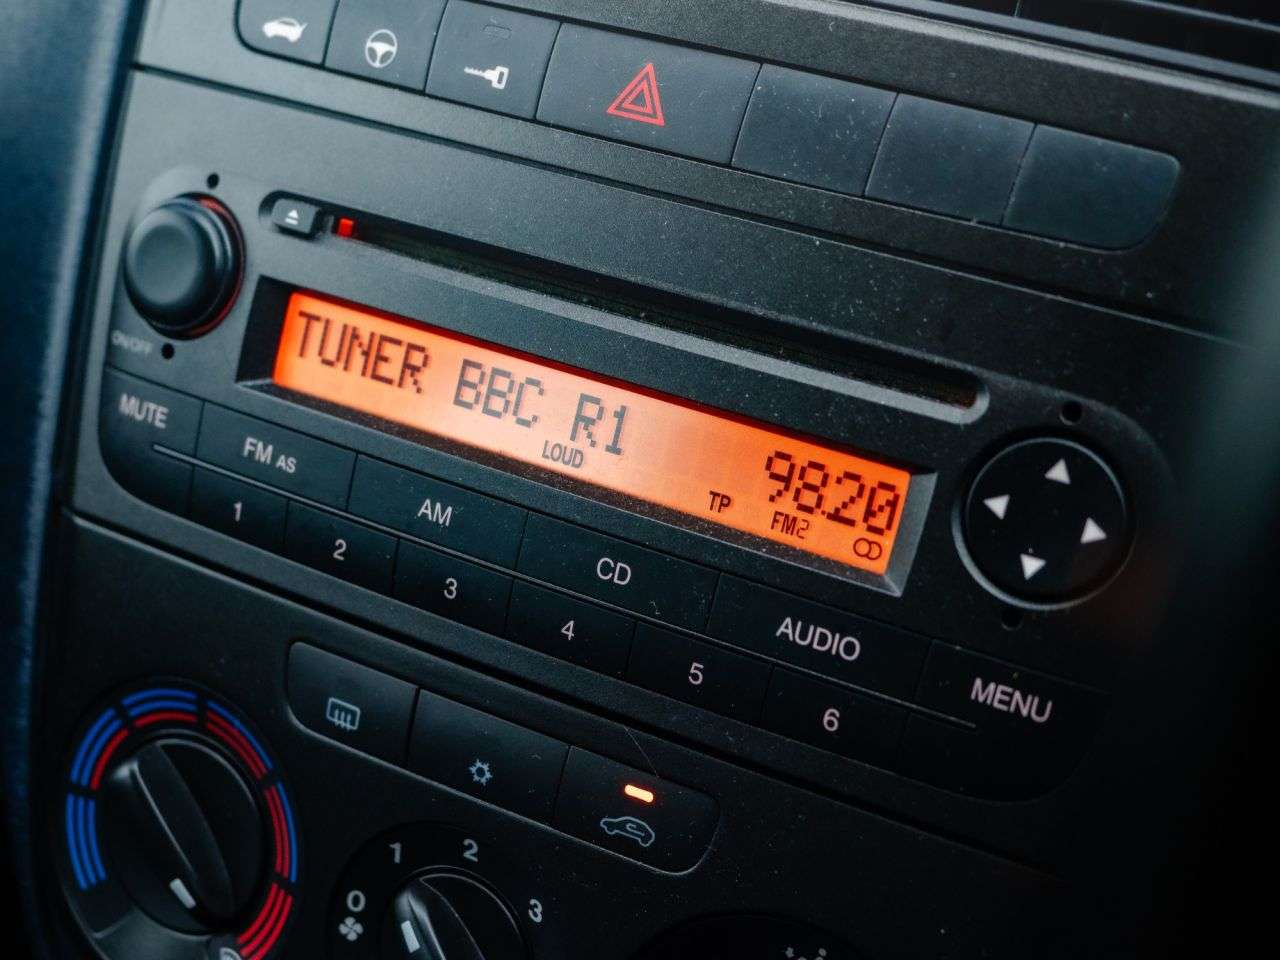 TUNER BBC R1 98.20
LOUD TP FM2
ON/OFF
MUTE FM AS AM CD AUDIO MENU
1 2 3 4 5 6
0 1 2 3